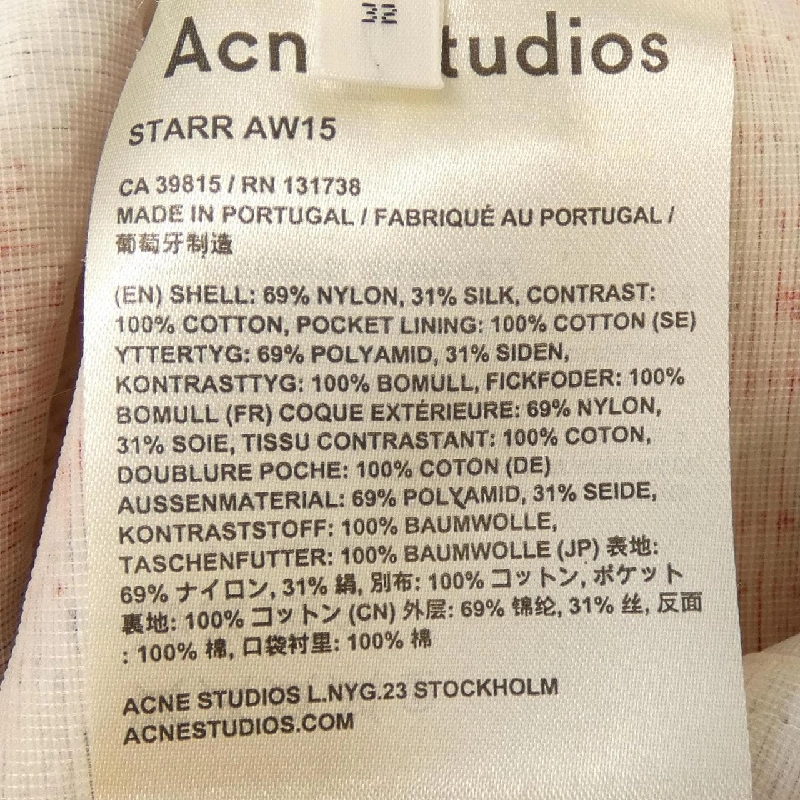 32
Acn tudios
STARR AW15
CA 39815 / RN 131738
MADE IN PORTUGAL / FABRIQUÉ AU PORTUGAL /
葡萄牙制造
(EN) SHELL: 69% NYLON, 31% SILK, CONTRAST:
100% COTTON, POCKET LINING: 100% COTTON (SE)
YTTERTYG: 69% POLYAMID, 31% SIDEN,
KONTRASTTYG: 100% BOMULL, FICKFODER: 100%
BOMULL (FR) COQUE EXTÉRIEURE: 69% NYLON,
31% SOIE, TISSU CONTRASTANT: 100% COTON,
DOUBLURE POCHE: 100% COTON (DE)
AUSSENMATERIAL: 69% POLYAMID, 31% SEIDE,
KONTRASTSTOFF: 100% BAUMWOLLE,
TASCHENFUTTER: 100% BAUMWOLLE (JP) 表地:
69% ナイロン, 31% 絹, 別布: 100% コットン, ポケット
裏地: 100% コットン (CN) 外层: 69% 锦纶, 31% 丝, 反面
: 100% 棉, 口袋衬里: 100% 棉
ACNE STUDIOS L.NYG.23 STOCKHOLM
ACNESTUDIOS.COM